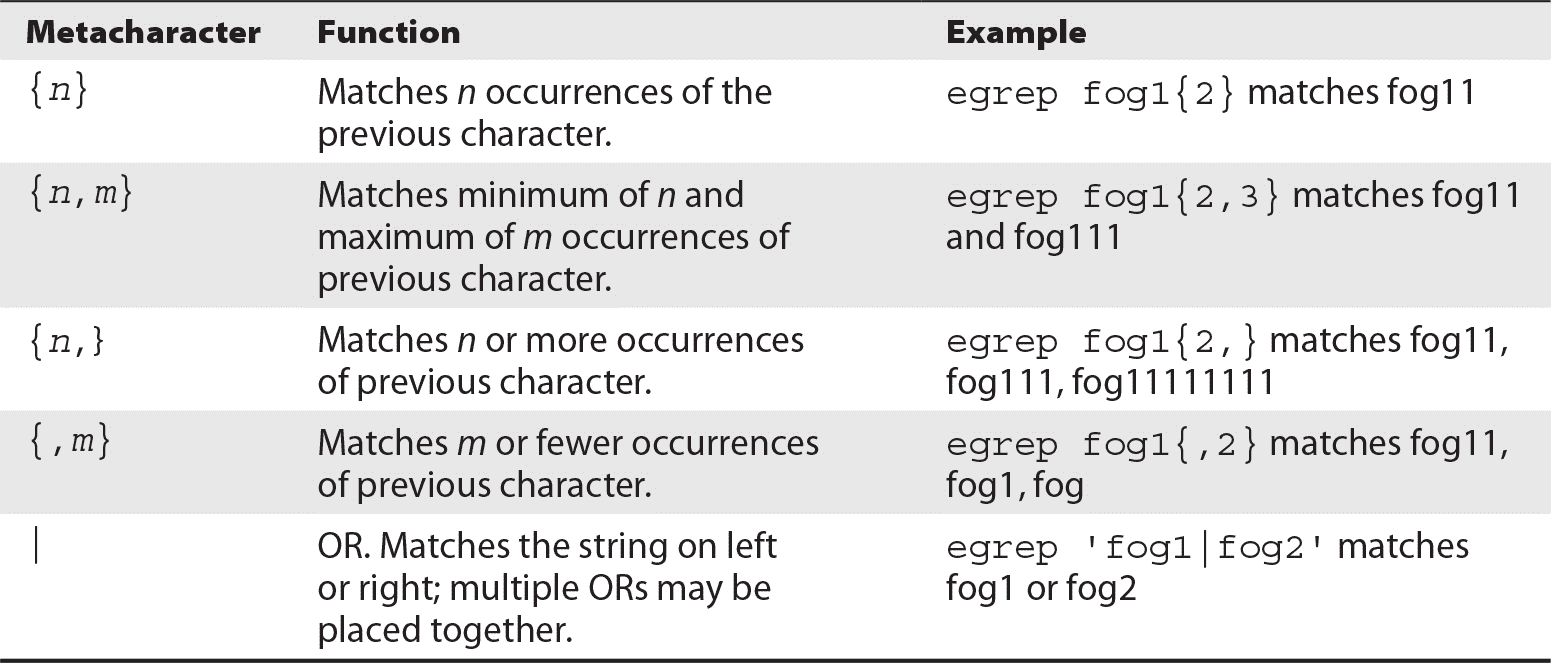 Metacharacter Function Example
{n} Matches n occurrences of the egrep fog1{2} matches fog11
previous character.
{n,m} Matches minimum of n and egrep fog1{2,3} matches fog11
maximum of m occurrences of and fog111
previous character.
{n,} Matches n or more occurrences egrep fog1{2,} matches fog11,
of previous character. fog111, fog11111111
{,m} Matches m or fewer occurrences egrep fog1{,2} matches fog11,
of previous character. fog1, fog
| OR. Matches the string on left egrep 'fog1|fog2' matches
or right; multiple ORs may be fog1 or fog2
placed together.